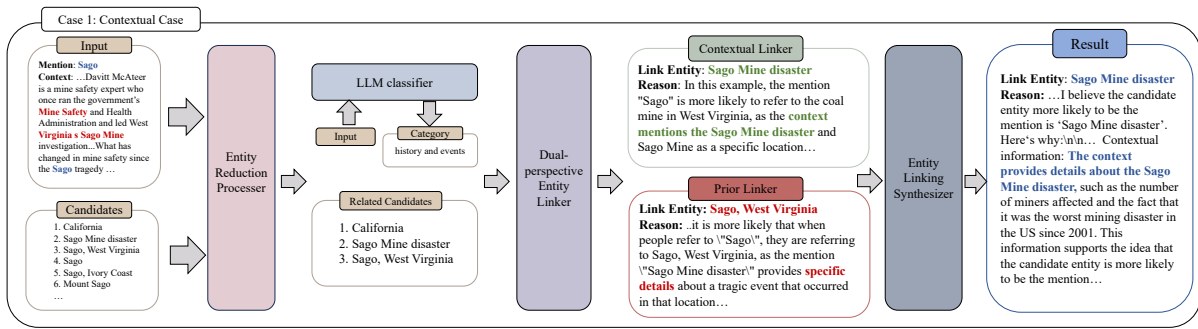 Case 1: Contextual Case
Input
Mention: Sago
Context: …Davitt McAteer
is a mine safety expert who
once ran the government's
Mine Safety and Health
Administration and led West
Virginia s Sago Mine
investigation...What has
changed in mine safety since
the Sago tragedy …
Candidates
1. California
2. Sago Mine disaster
3. Sago, West Virginia
4. Sago
5. Sago, Ivory Coast
6. Mount Sago
…
Entity
Reduction
Processer
LLM classifier
Input
Category
history and events
Related Candidates
1. California
2. Sago Mine disaster
3. Sago, West Virginia
Dual-
perspective
Entity
Linker
Contextual Linker
Link Entity: Sago Mine disaster
Reason: In this example, the mention
"Sago" is more likely to refer to the coal
mine in West Virginia, as the
context mentions the Sago Mine disaster and
Sago Mine as a specific location…
Prior Linker
Link Entity: Sago, West Virginia
Reason: ..it is more likely that when
people refer to \"Sago\", they are referring
to Sago, West Virginia, as the mention
\"Sago Mine disaster\" provides specific
details about a tragic event that occurred
in that location…
Entity
Linking
Synthesizer
Result
Link Entity: Sago Mine disaster
Reason: …I believe the candidate
entity more likely to be the
mention is ‘Sago Mine disaster’.
Here‘s why:\n\n… Contextual
information: The context
provides details about the Sago
Mine disaster, such as the number
of miners affected and the fact that
it was the worst mining disaster in
the US since 2001. This
information supports the idea that
the candidate entity is more likely
to be the mention…